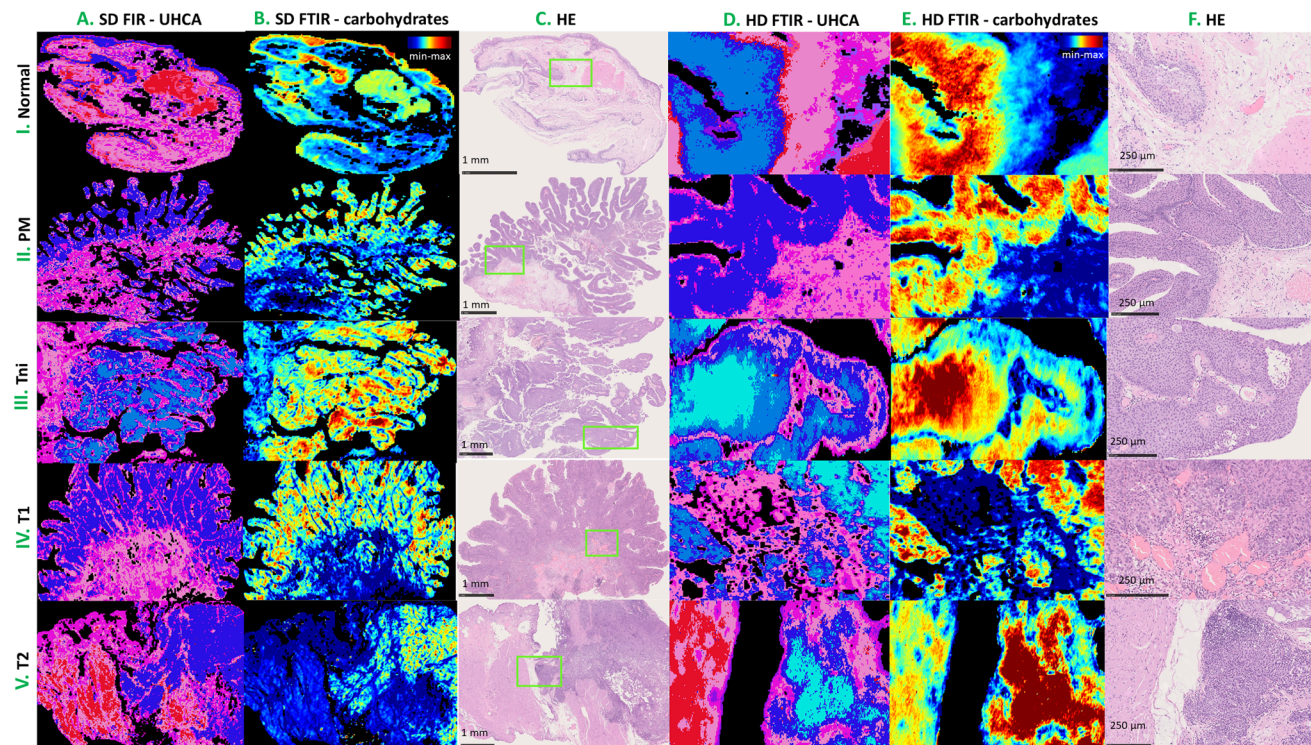 A. SD FIR - UHCA
B. SD FTIR - carbohydrates
C. HE
D. HD FTIR - UHCA
E. HD FTIR - carbohydrates
F. HE
I. Normal
min-max
1 mm
min-max
250 µm
II. PM
1 mm
250 µm
III. Tni
1 mm
250 µm
IV. T1
1 mm
250 µm
V. T2
1 mm
250 µm